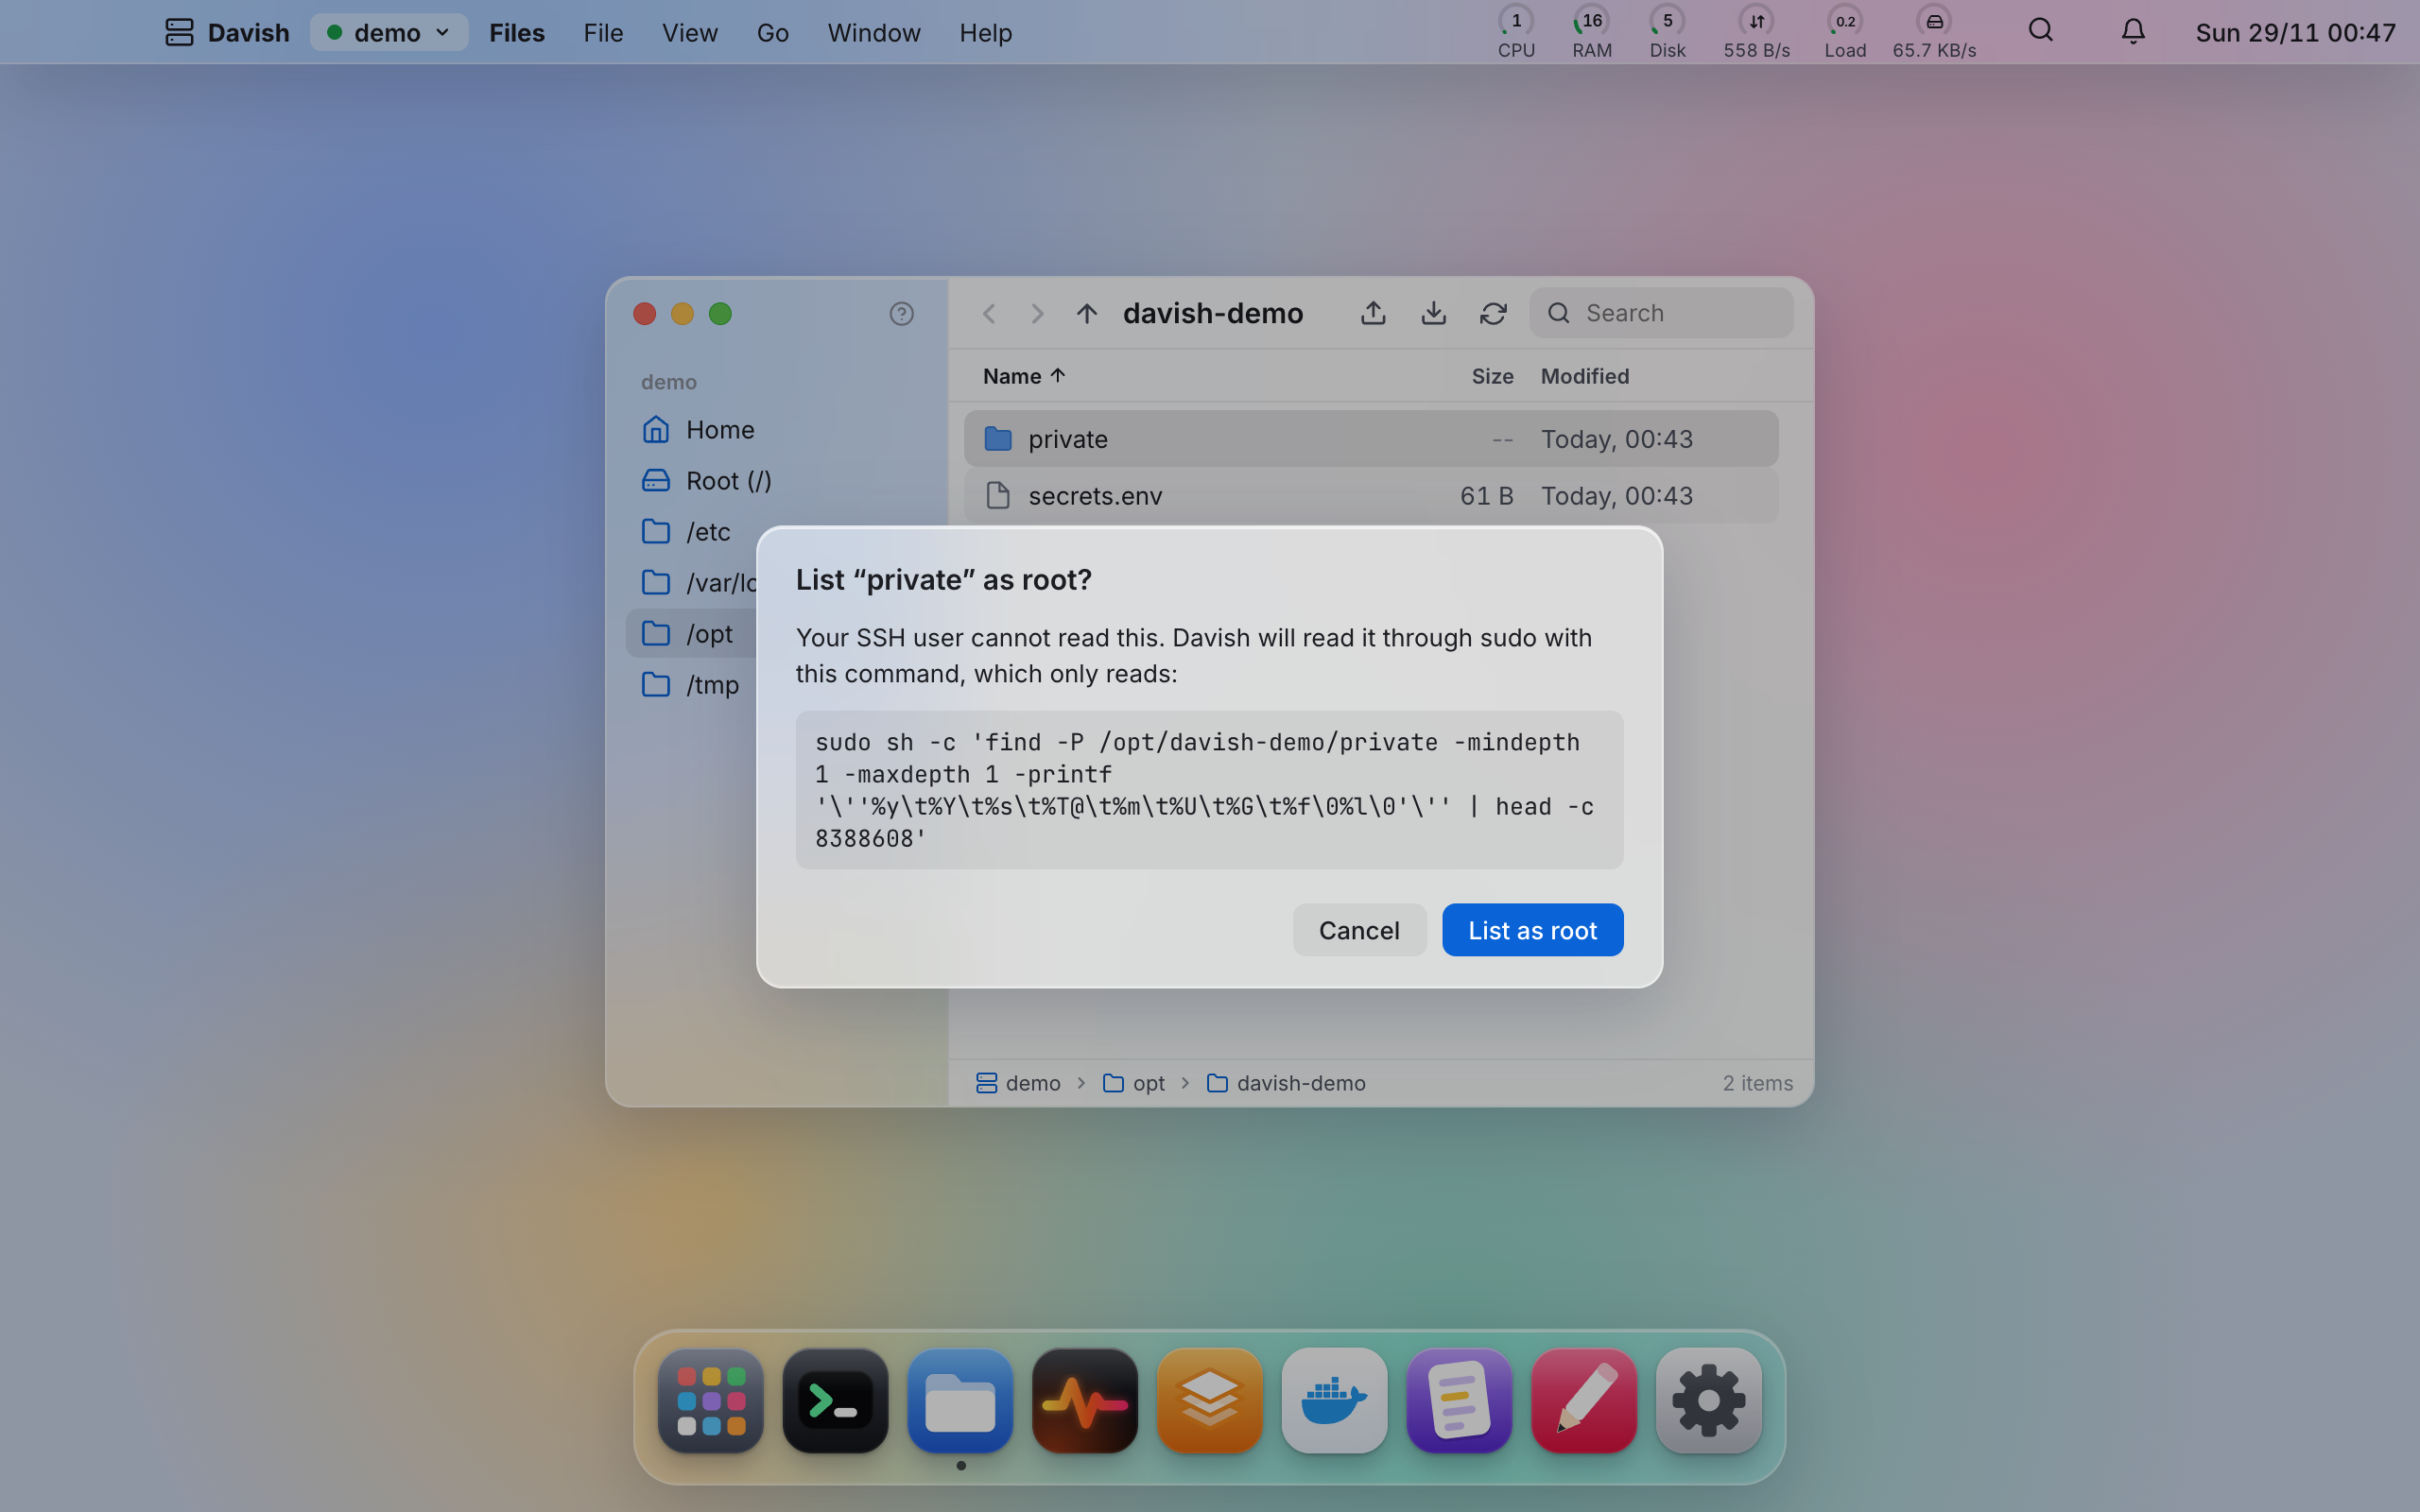 Davish demo Files File View Go Window Help
1 16 5 0.2
CPU RAM Disk 558 B/s Load 65.7 KB/s
Sun 29/11 00:47
davish-demo
Search
demo
Home
Root (/)
/etc
/var/lo
/opt
/tmp
Name Size Modified
private -- Today, 00:43
secrets.env 61 B Today, 00:43
List “private” as root?
Your SSH user cannot read this. Davish will read it through sudo with
this command, which only reads:
sudo sh -c 'find -P /opt/davish-demo/private -mindepth
1 -maxdepth 1 -printf
'\''%y\t%Y\t%s\t%T@\t%m\t%U\t%G\t%f\0%l\0'\'' | head -c
8388608'
Cancel List as root
demo opt davish-demo 2 items